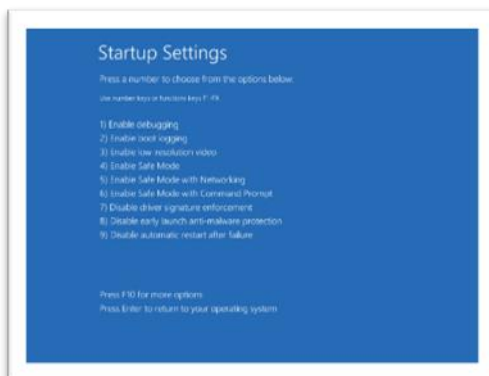 Startup Settings
Press a number to choose from the options below:
Use number keys or functions keys F1-F9.
1) Enable debugging
2) Enable boot logging
3) Enable low-resolution video
4) Enable Safe Mode
5) Enable Safe Mode with Networking
6) Enable Safe Mode with Command Prompt
7) Disable driver signature enforcement
8) Disable early launch anti-malware protection
9) Disable automatic restart after failure
Press F10 for more options
Press Enter to return to your operating system